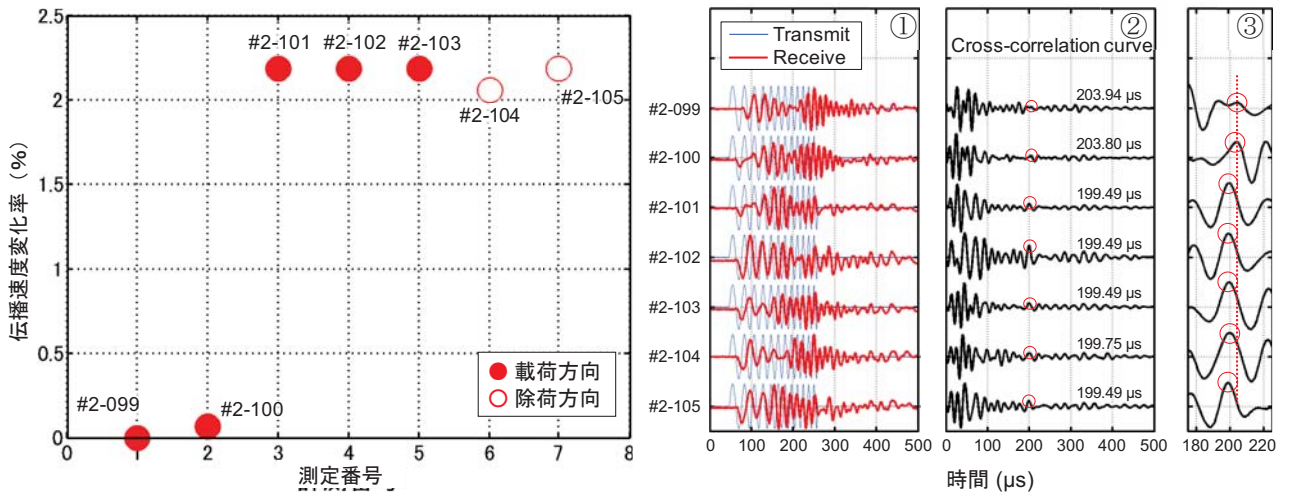 2.5
2
1.5
1
0.5
0
伝播速度変化率 (%)
#2-101
#2-102
#2-103
#2-104
#2-105
#2-099
#2-100
載荷方向
除荷方向
0 1 2 3 4 5 6 7 8
測定番号
①
Transmit
Receive
#2-099
#2-100
#2-101
#2-102
#2-103
#2-104
#2-105
0 100 200 300 400 500
②
Cross-correlation curve
203.94 µs
203.80 µs
199.49 µs
199.49 µs
199.49 µs
199.75 µs
199.49 µs
0 100 200 300 400 500
時間 (µs)
③
180 200 220